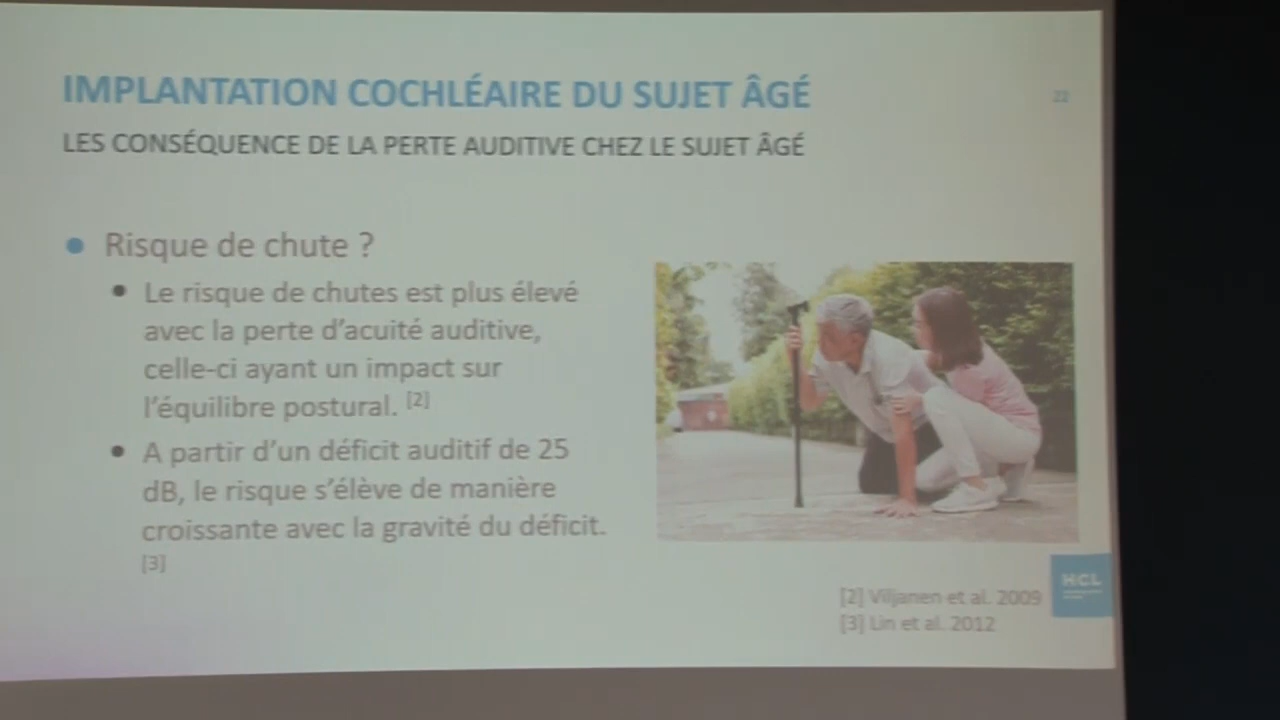 IMPLANTATION COCHLÉAIRE DU SUJET ÂGÉ
22
LES CONSÉQUENCE DE LA PERTE AUDITIVE CHEZ LE SUJET ÂGÉ
Risque de chute ?
Le risque de chutes est plus élevé
avec la perte d'acuité auditive,
celle-ci ayant un impact sur
l'équilibre postural. [2]
A partir d'un déficit auditif de 25
dB, le risque s'élève de manière
croissante avec la gravité du déficit.
[3]
HCL
[2] Viljanen et al. 2009
[3] Lin et al. 2012